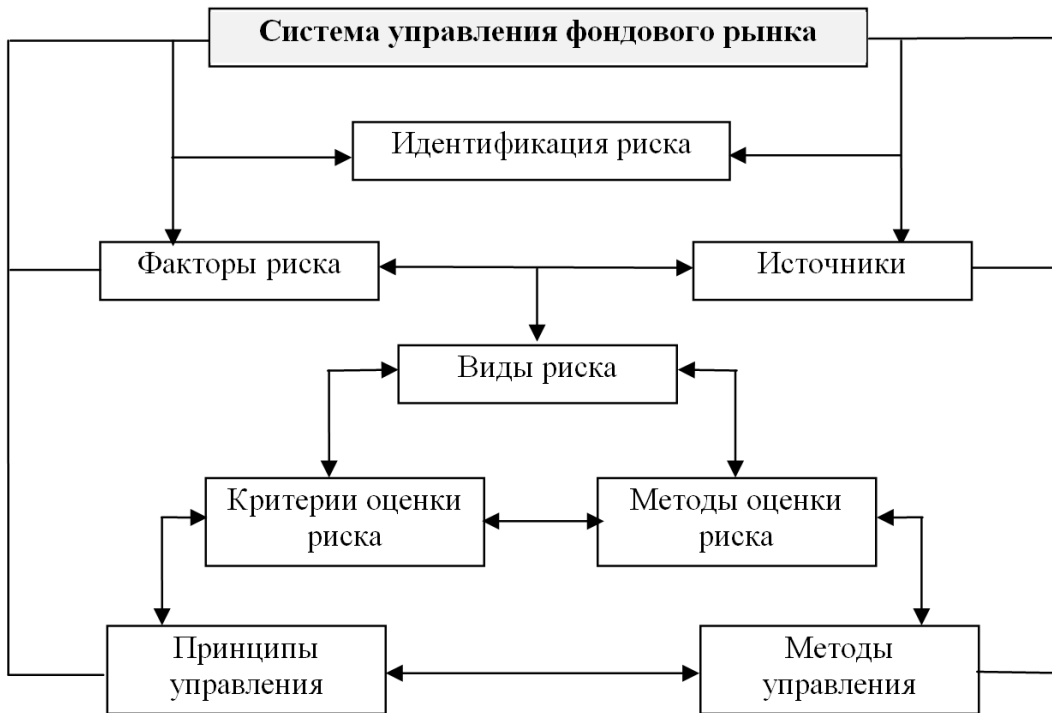 Система управления фондового рынка
Идентификация риска
Факторы риска
Источники
Виды риска
Критерии оценки
риска
Методы оценки
риска
Принципы
управления
Методы
управления